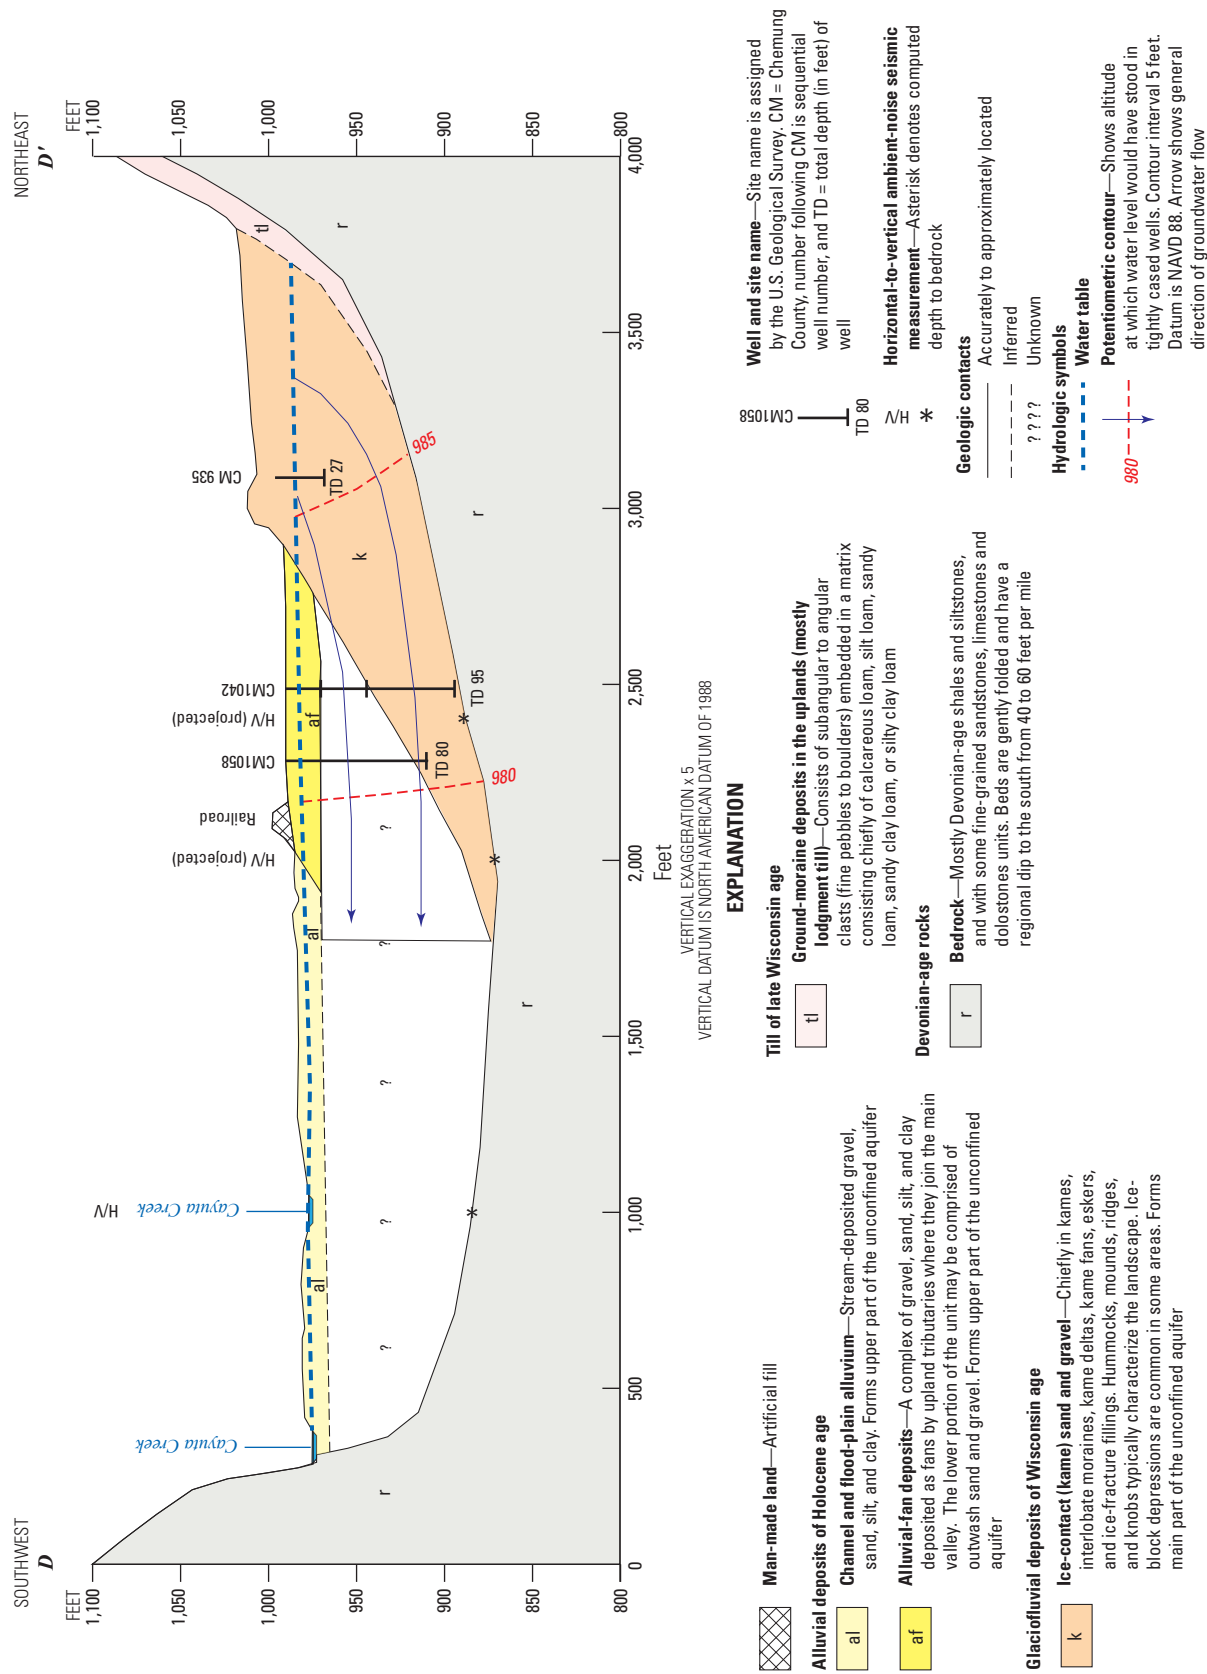 SOUTHWEST
D
NORTHEAST
D'
FEET
1,100
1,050
1,000
950
900
850
800
FEET
1,100
1,050
1,000
950
900
850
800
Cayuta Creek
Cayuta Creek
H/V
H/V (projected)
Railroad
CM1058
H/V (projected)
CM1042
CM 935
TD 80
TD 95
TD 27
980
985
al
al
af
k
tl
r
r
r
r
r
?
?
?
?
?
?
*
*
*
0
500
1,000
1,500
2,000
2,500
3,000
3,500
4,000
Feet
VERTICAL EXAGGERATION x 5
VERTICAL DATUM IS NORTH AMERICAN DATUM OF 1988
EXPLANATION
Man-made land—Artificial fill
Alluvial deposits of Holocene age
al
Channel and flood-plain alluvium—Stream-deposited gravel,
sand, silt, and clay. Forms upper part of the unconfined aquifer
af
Alluvial-fan deposits—A complex of gravel, sand, silt, and clay
deposited as fans by upland tributaries where they join the main
valley. The lower portion of the unit may be comprised of
outwash sand and gravel. Forms upper part of the unconfined
aquifer
Glaciofluvial deposits of Wisconsin age
k
Ice-contact (kame) sand and gravel—Chiefly in kames,
interlobate moraines, kame deltas, kame fans, eskers,
and ice-fracture fillings. Hummocks, mounds, ridges,
and knobs typically characterize the landscape. Ice-
block depressions are common in some areas. Forms
main part of the unconfined aquifer
Till of late Wisconsin age
tl
Ground-moraine deposits in the uplands (mostly
lodgment till)—Consists of subangular to angular
clasts (fine pebbles to boulders) embedded in a matrix
consisting chiefly of calcareous loam, silt loam, sandy
loam, sandy clay loam, or silty clay loam
Devonian-age rocks
r
Bedrock—Mostly Devonian-age shales and siltstones,
and with some fine-grained sandstones, limestones and
dolostones units. Beds are gently folded and have a
regional dip to the south from 40 to 60 feet per mile
CM1058
TD 80
Well and site name—Site name is assigned
by the U.S. Geological Survey. CM = Chemung
County, number following CM is sequential
well number, and TD = total depth (in feet) of
well
H/V
*
Horizontal-to-vertical ambient-noise seismic
measurement—Asterisk denotes computed
depth to bedrock
Geologic contacts
Accurately to approximately located
Inferred
? ? ? ? Unknown
Hydrologic symbols
Water table
980
Potentiometric contour—Shows altitude
at which water level would have stood in
tightly cased wells. Contour interval 5 feet.
Datum is NAVD 88. Arrow shows general
direction of groundwater flow